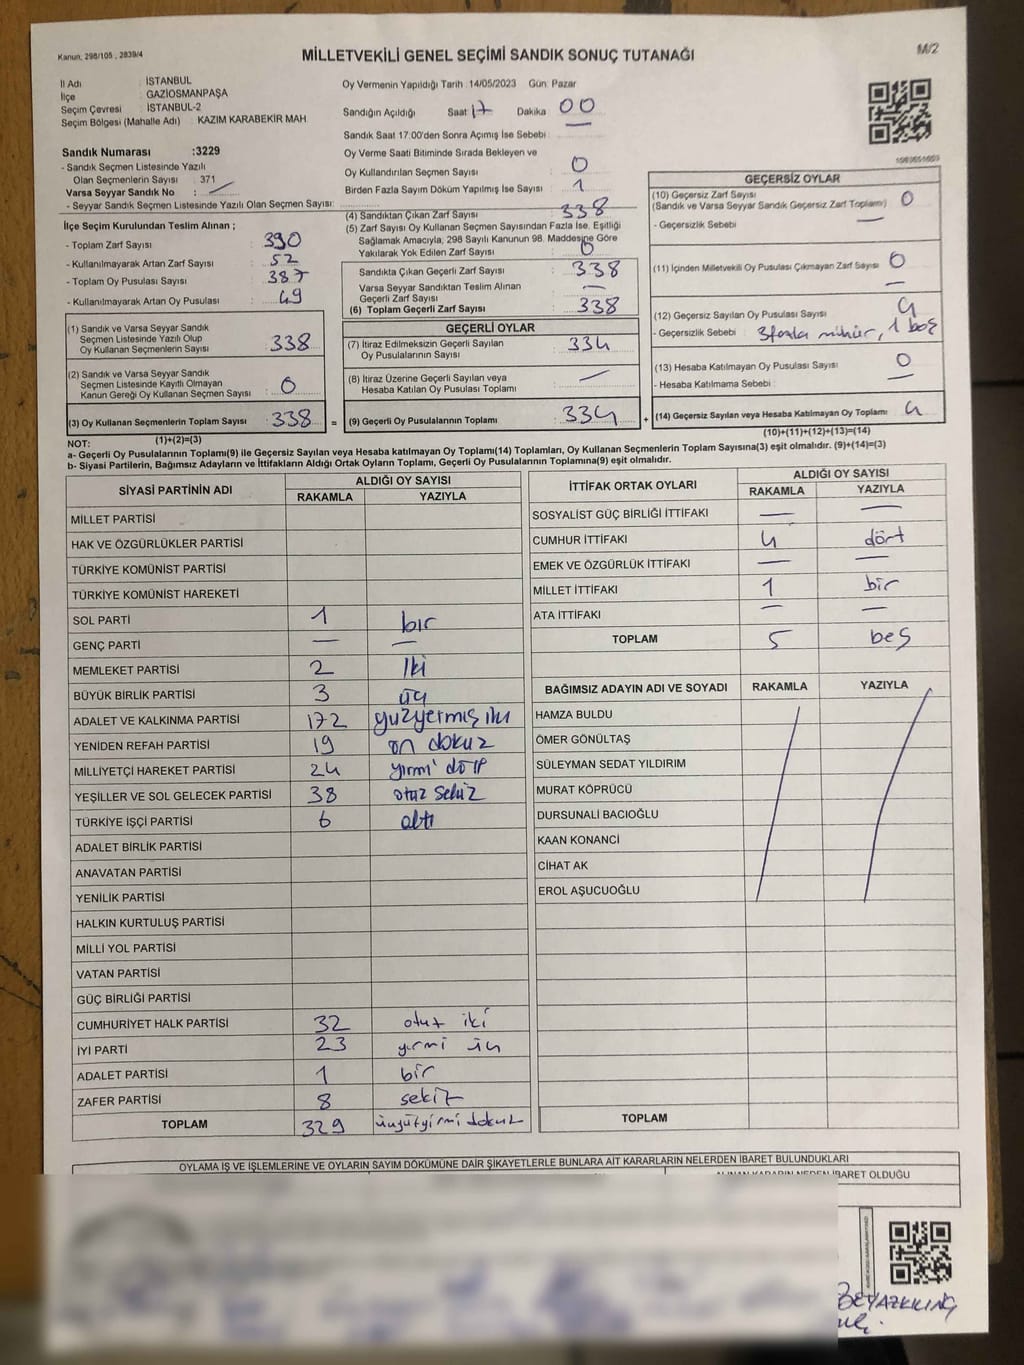 Kanun, 298/105 , 2839/4
MİLLETVEKİLİ GENEL SEÇİMİ SANDIK SONUÇ TUTANAĞI
M/2
İl Adı : İSTANBUL
İlçe : GAZİOSMANPAŞA
Seçim Çevresi : İSTANBUL-2
Seçim Bölgesi (Mahalle Adı) : KAZIM KARABEKİR MAH
Sandık Numarası :3229
- Sandık Seçmen Listesinde Yazılı
Olan Seçmenlerin Sayısı : 371
Varsa Seyyar Sandık No :
- Seyyar Sandık Seçmen Listesinde Yazılı Olan Seçmen Sayısı:
Oy Vermenin Yapıldığı Tarih :14/05/2023 Gün: Pazar
Sandığın Açıldığı Saat 17 Dakika 00
Sandık Saat 17:00'den Sonra Açılmış İse Sebebi :
Oy Verme Saati Bitiminde Sırada Bekleyen ve
Oy Kullandırılan Seçmen Sayısı : 0
Birden Fazla Sayım Döküm Yapılmış İse Sayısı : 1
İlçe Seçim Kurulundan Teslim Alınan ;
- Toplam Zarf Sayısı : 390
- Kullanılmayarak Artan Zarf Sayısı : 52
- Toplam Oy Pusulası Sayısı : 387
- Kullanılmayarak Artan Oy Pusulası : 49
(1) Sandık ve Varsa Seyyar Sandık
Seçmen Listesinde Yazılı Olup
Oy Kullanan Seçmenlerin Sayısı : 338
(2) Sandık ve Varsa Seyyar Sandık
Seçmen Listesinde Kayıtlı Olmayan
Kanun Gereği Oy Kullanan Seçmen Sayısı : 0
(3) Oy Kullanan Seçmenlerin Toplam Sayısı : 338 =
(1)+(2)=(3)
(4) Sandıktan Çıkan Zarf Sayısı : 338
(5) Zarf Sayısı Oy Kullanan Seçmen Sayısından Fazla İse, Eşitliği
Sağlamak Amacıyla; 298 Sayılı Kanunun 98. Maddesine Göre
Yakılarak Yok Edilen Zarf Sayısı : 0
Sandıkta Çıkan Geçerli Zarf Sayısı : 338
Varsa Seyyar Sandıktan Teslim Alınan
Geçerli Zarf Sayısı : —
(6) Toplam Geçerli Zarf Sayısı : 338
GEÇERLİ OYLAR
(7) İtiraz Edilmeksizin Geçerli Sayılan
Oy Pusulalarının Sayısı : 334
(8) İtiraz Üzerine Geçerli Sayılan veya
Hesaba Katılan Oy Pusulası Toplamı :
(9) Geçerli Oy Pusulalarının Toplamı : 334 +
GEÇERSİZ OYLAR
(10) Geçersiz Zarf Sayısı
(Sandık ve Varsa Seyyar Sandık Geçersiz Zarf Toplamı) : 0
- Geçersizlik Sebebi : —
(11) İçinden Milletvekili Oy Pusulası Çıkmayan Zarf Sayısı : 0
—
(12) Geçersiz Sayılan Oy Pusulası Sayısı : 4
- Geçersizlik Sebebi : 3 fazla mühür, 1 boş
(13) Hesaba Katılmayan Oy Pusulası Sayısı : 0
- Hesaba Katılmama Sebebi : —
(14) Geçersiz Sayılan veya Hesaba Katılmayan Oy Toplamı : 4
(10)+(11)+(12)+(13)=(14)
NOT:
a- Geçerli Oy Pusulalarının Toplamı(9) ile Geçersiz Sayılan veya Hesaba katılmayan Oy Toplamı(14) Toplamları, Oy Kullanan Seçmenlerin Toplam Sayısına(3) eşit olmalıdır. (9)+(14)=(3)
b- Siyasi Partilerin, Bağımsız Adayların ve İttifakların Aldığı Ortak Oyların Toplamı, Geçerli Oy Pusulalarının Toplamına(9) eşit olmalıdır.
SİYASİ PARTİNİN ADI ALDIĞI OY SAYISI
RAKAMLA YAZIYLA
MİLLET PARTİSİ
HAK VE ÖZGÜRLÜKLER PARTİSİ
TÜRKİYE KOMÜNİST PARTİSİ
TÜRKİYE KOMÜNİST HAREKETİ
SOL PARTİ 1 bir
GENÇ PARTİ — —
MEMLEKET PARTİSİ 2 iki
BÜYÜK BİRLİK PARTİSİ 3 üç
ADALET VE KALKINMA PARTİSİ 172 yüzyetmiş iki
YENİDEN REFAH PARTİSİ 19 on dokuz
MİLLİYETÇİ HAREKET PARTİSİ 24 yirmi dört
YEŞİLLER VE SOL GELECEK PARTİSİ 38 otuz sekiz
TÜRKİYE İŞÇİ PARTİSİ 6 altı
ADALET BİRLİK PARTİSİ
ANAVATAN PARTİSİ
YENİLİK PARTİSİ
HALKIN KURTULUŞ PARTİSİ
MİLLİ YOL PARTİSİ
VATAN PARTİSİ
GÜÇ BİRLİĞİ PARTİSİ
CUMHURİYET HALK PARTİSİ 32 otuz iki
İYİ PARTİ 23 yirmi üç
ADALET PARTİSİ 1 bir
ZAFER PARTİSİ 8 sekiz
TOPLAM 329 üçyüzyirmi dokuz
İTTİFAK ORTAK OYLARI ALDIĞI OY SAYISI
RAKAMLA YAZIYLA
SOSYALİST GÜÇ BİRLİĞİ İTTİFAKI — —
CUMHUR İTTİFAKI 4 dört
EMEK VE ÖZGÜRLÜK İTTİFAKI — —
MİLLET İTTİFAKI 1 bir
ATA İTTİFAKI — —
TOPLAM 5 beş
BAĞIMSIZ ADAYIN ADI VE SOYADI RAKAMLA YAZIYLA
HAMZA BULDU
ÖMER GÖNÜLTAŞ
SÜLEYMAN SEDAT YILDIRIM
MURAT KÖPRÜCÜ
DURSUNALİ BACIOĞLU
KAAN KONANCİ
CİHAT AK
EROL AŞUCUOĞLU
TOPLAM
OYLAMA İŞ VE İŞLEMLERİNE VE OYLARIN SAYIM DÖKÜMÜNE DAİR ŞİKAYETLERLE BUNLARA AİT KARARLARIN NELERDEN İBARET BULUNDUKLARI
ALINAN KARARIN NEDEN İBARET OLDUĞU
BEYAZKILINÇ